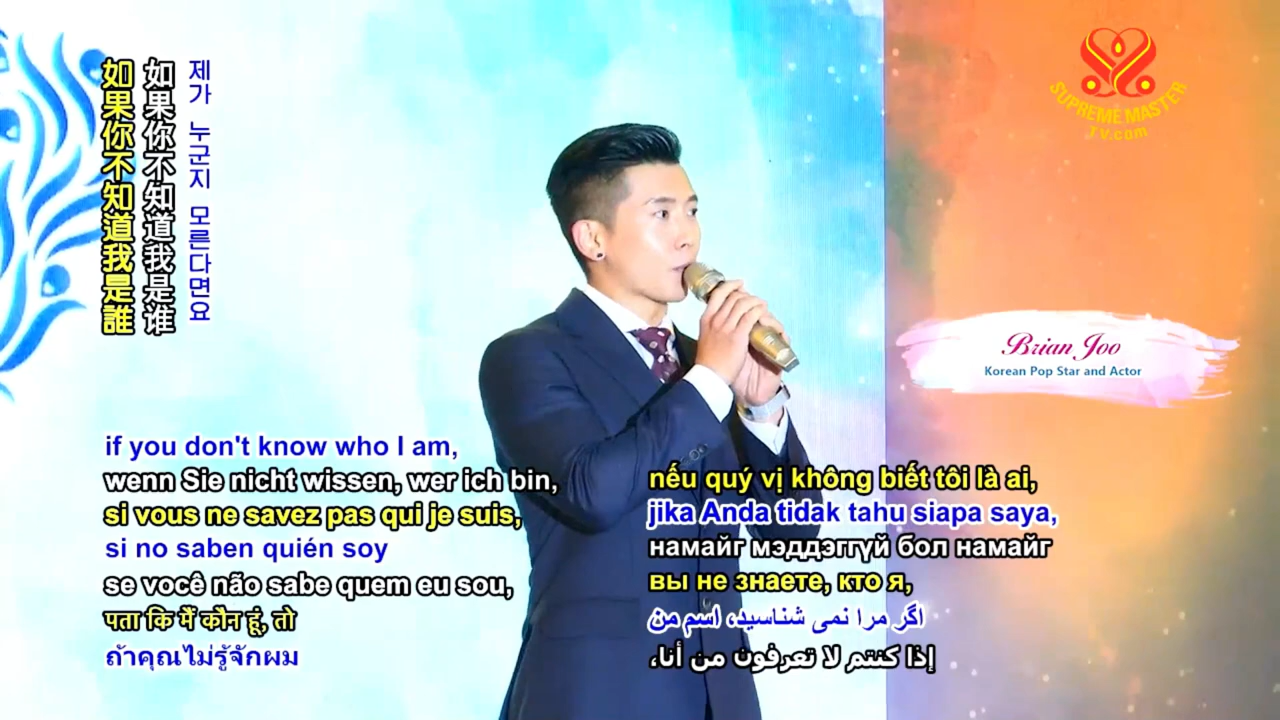 如果你不知道我是誰
如果你不知道我是谁
제가 누군지 모른다면요
SUPREME MASTER
TV.com
Brian Joo
Korean Pop Star and Actor
if you don't know who I am,
wenn Sie nicht wissen, wer ich bin,
si vous ne savez pas qui je suis,
si no saben quién soy
se você não sabe quem eu sou,
पता कि मैं कौन हूं, तो
ถ้าคุณไม่รู้จักผม
nếu quý vị không biết tôi là ai,
jika Anda tidak tahu siapa saya,
намайг мэддэггүй бол намайг
вы не знаете, кто я,
اگر مرا نمی شناسید، اسم من
إذا كنتم لا تعرفون من أنا،